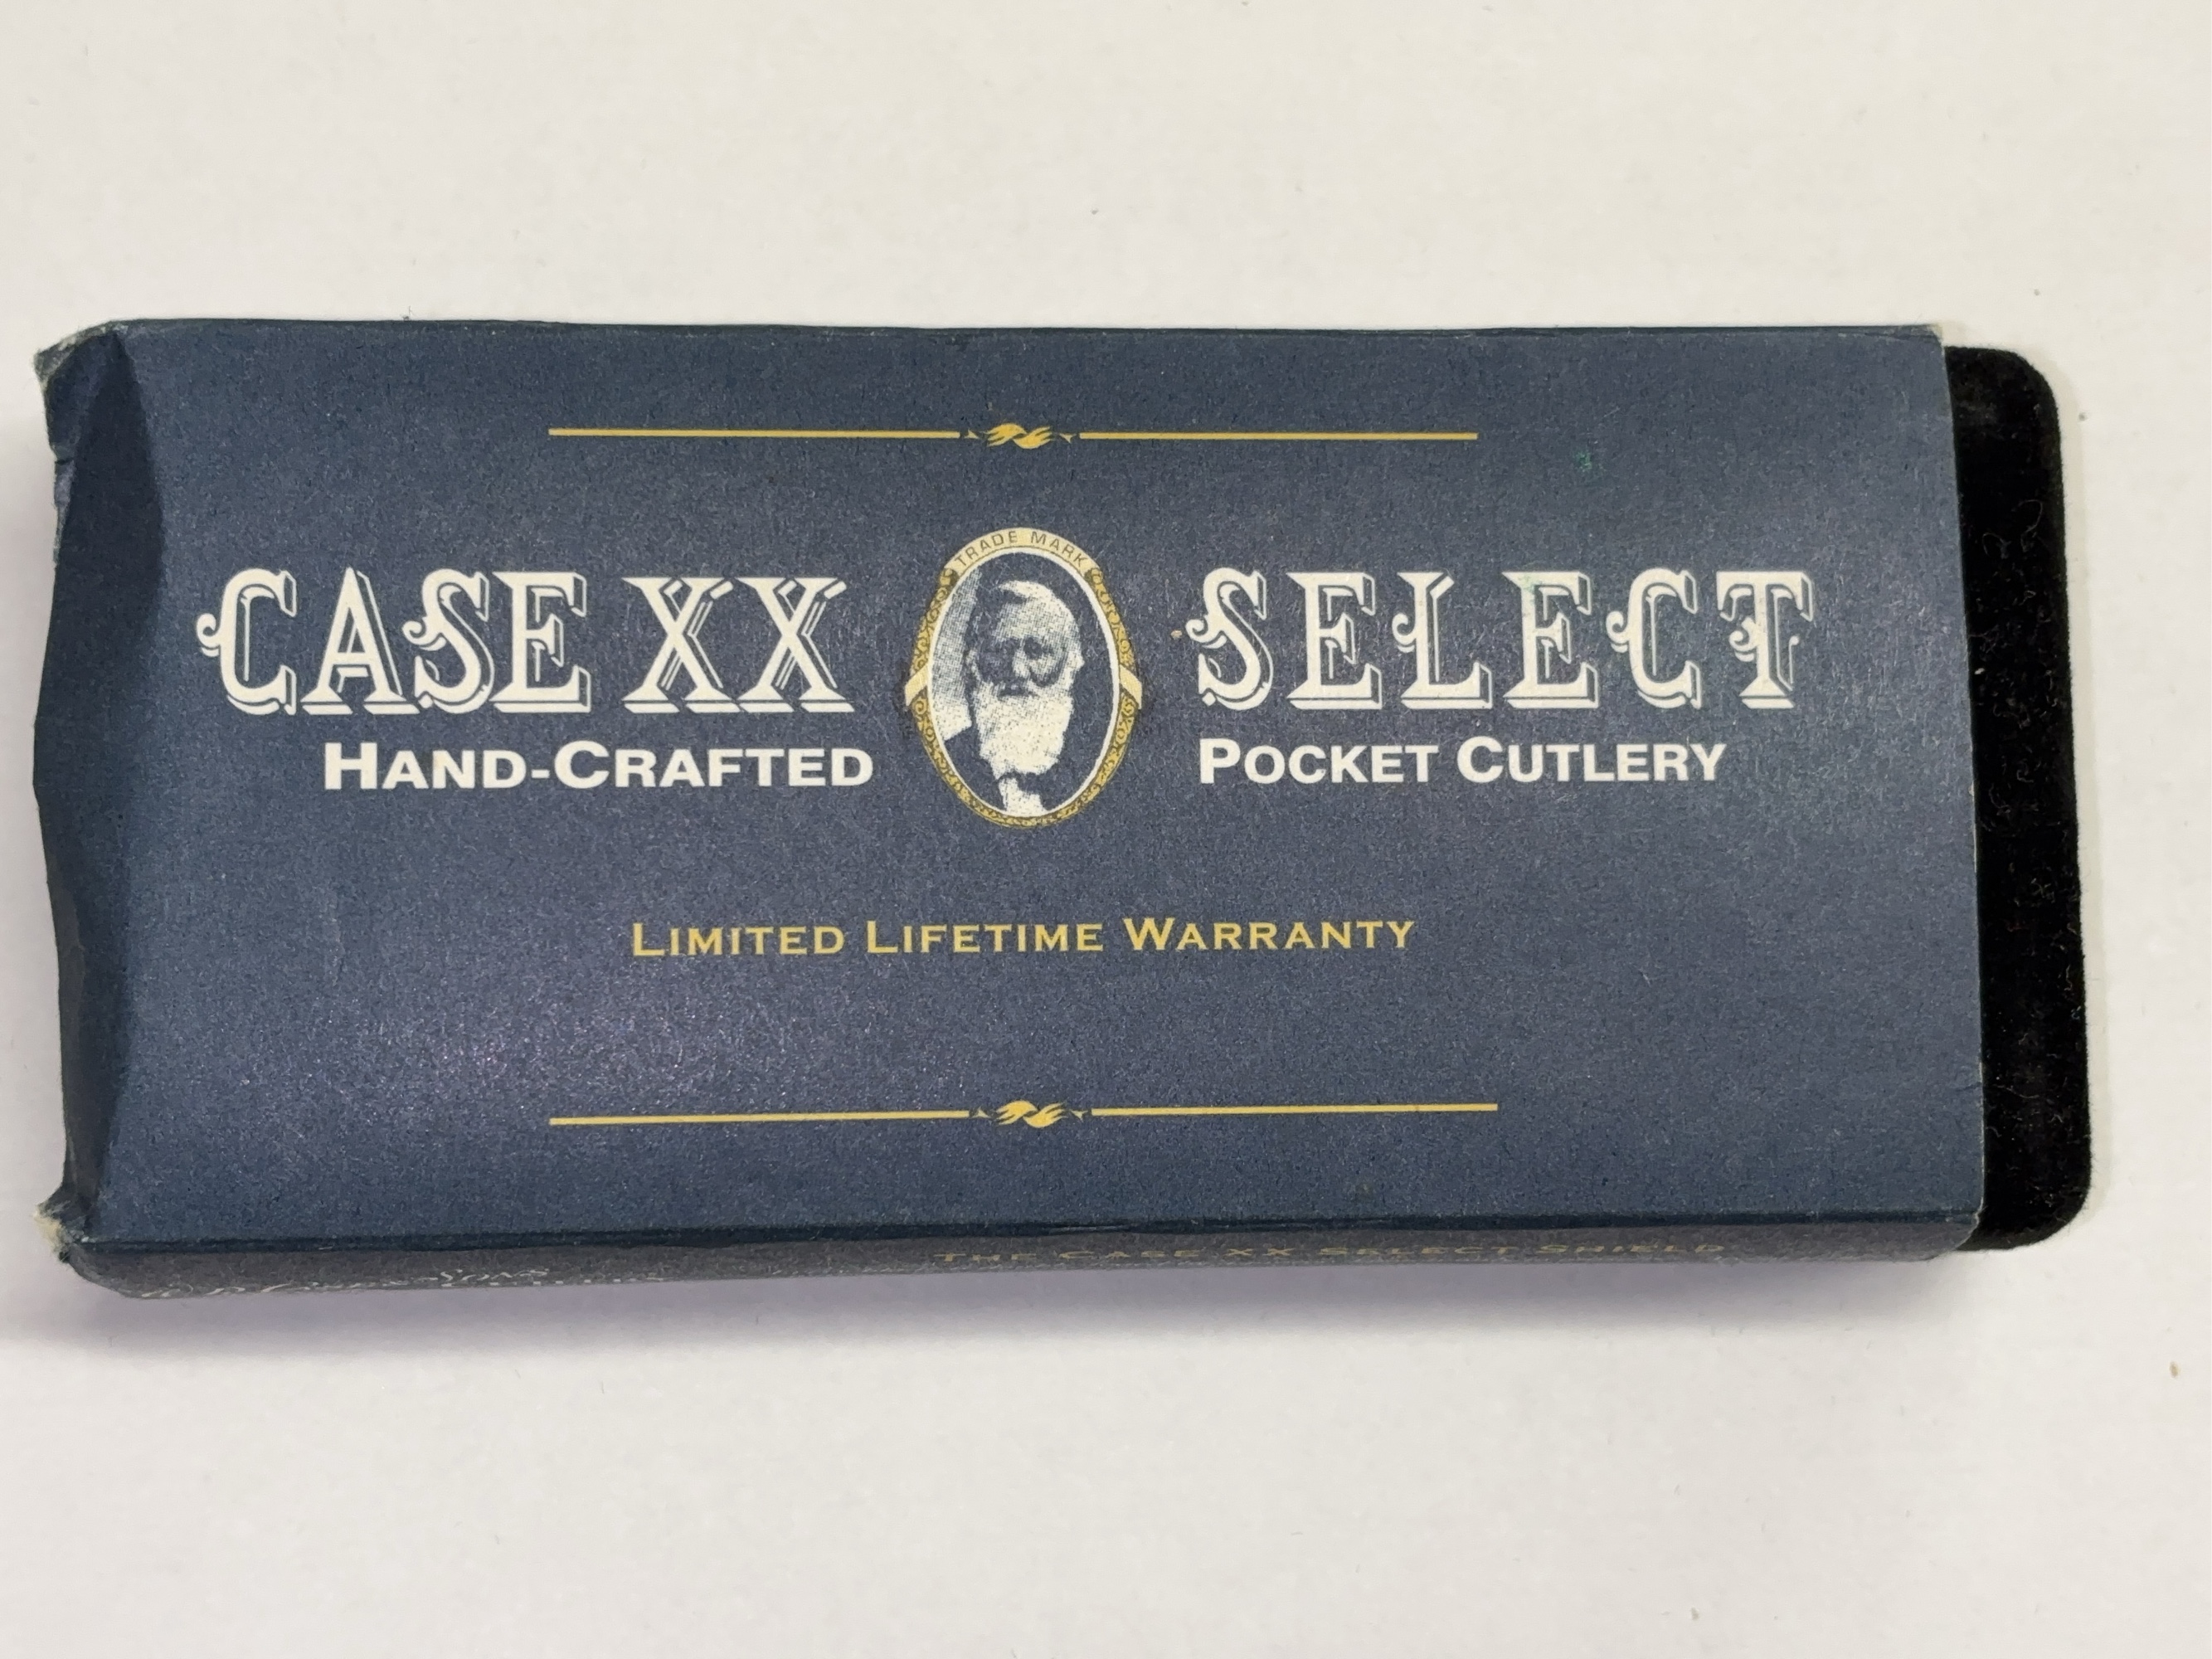 TRADE MARK
CASE XX SELECT
HAND-CRAFTED POCKET CUTLERY
LIMITED LIFETIME WARRANTY
THE CASE XX SELECT SHIELD